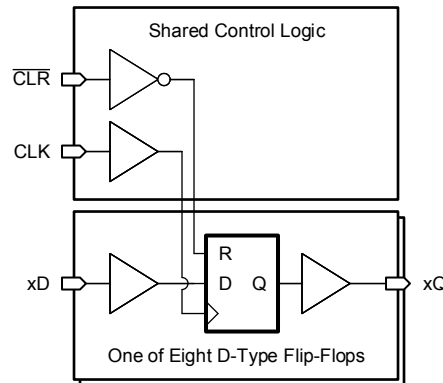 Shared Control Logic
CLR
CLK
R
xD
D
Q
xQ
One of Eight D-Type Flip-Flops